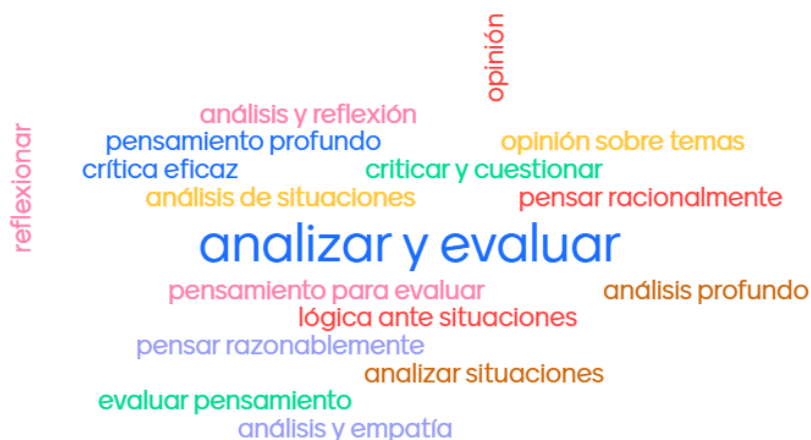 opinión
análisis y reflexión
reflexionar
pensamiento profundo
opinión sobre temas
crítica eficaz
criticar y cuestionar
análisis de situaciones
pensar racionalmente
analizar y evaluar
pensamiento para evaluar
análisis profundo
lógica ante situaciones
pensar razonablemente
analizar situaciones
evaluar pensamiento
análisis y empatía